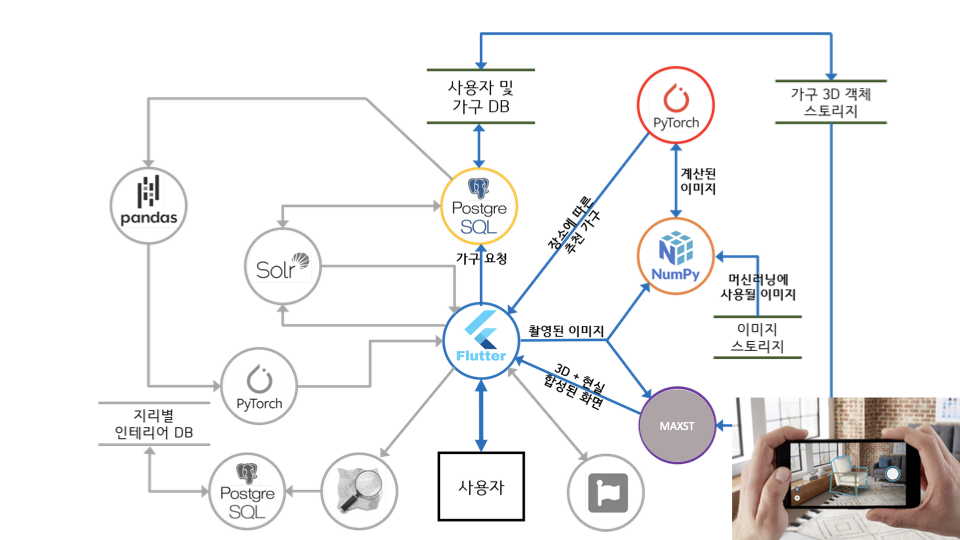 사용자 및
가구 DB
가구 3D 객체
스토리지
PyTorch
계산된
이미지
pandas
Postgre
SQL
장소에 따른
추천 가구
Solr
가구 요청
NumPy
머신러닝에
사용될 이미지
촬영된 이미지
이미지
스토리지
Flutter
3D + 현실
합성된 화면
PyTorch
지리별
인테리어 DB
MAXST
Postgre
SQL
사용자